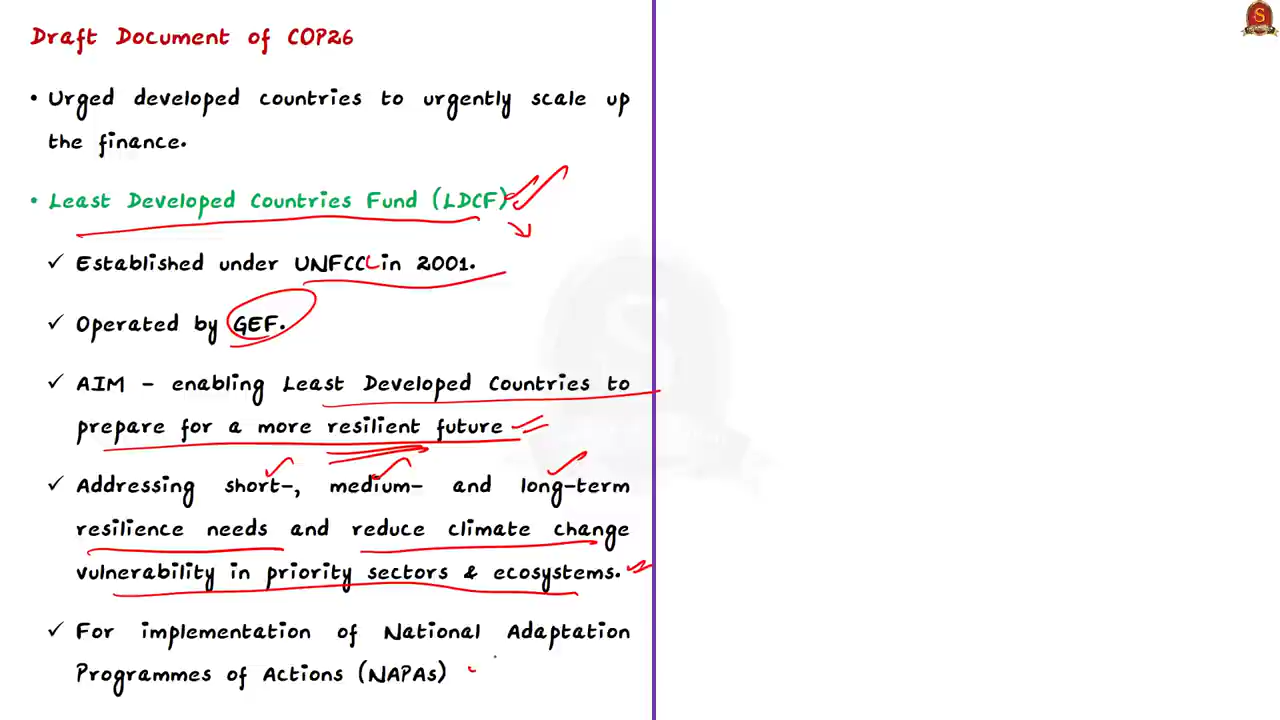 Draft Document of COP26
• Urged developed countries to urgently scale up
the finance.
• Least Developed Countries Fund (LDCF)
✓ Established under UNFCCC in 2001.
✓ Operated by GEF.
✓ AIM - enabling Least Developed Countries to
prepare for a more resilient future
✓ Addressing short-, medium- and long-term
resilience needs and reduce climate change
vulnerability in priority sectors & ecosystems.
✓ For implementation of National Adaptation
Programmes of Actions (NAPAs)
S